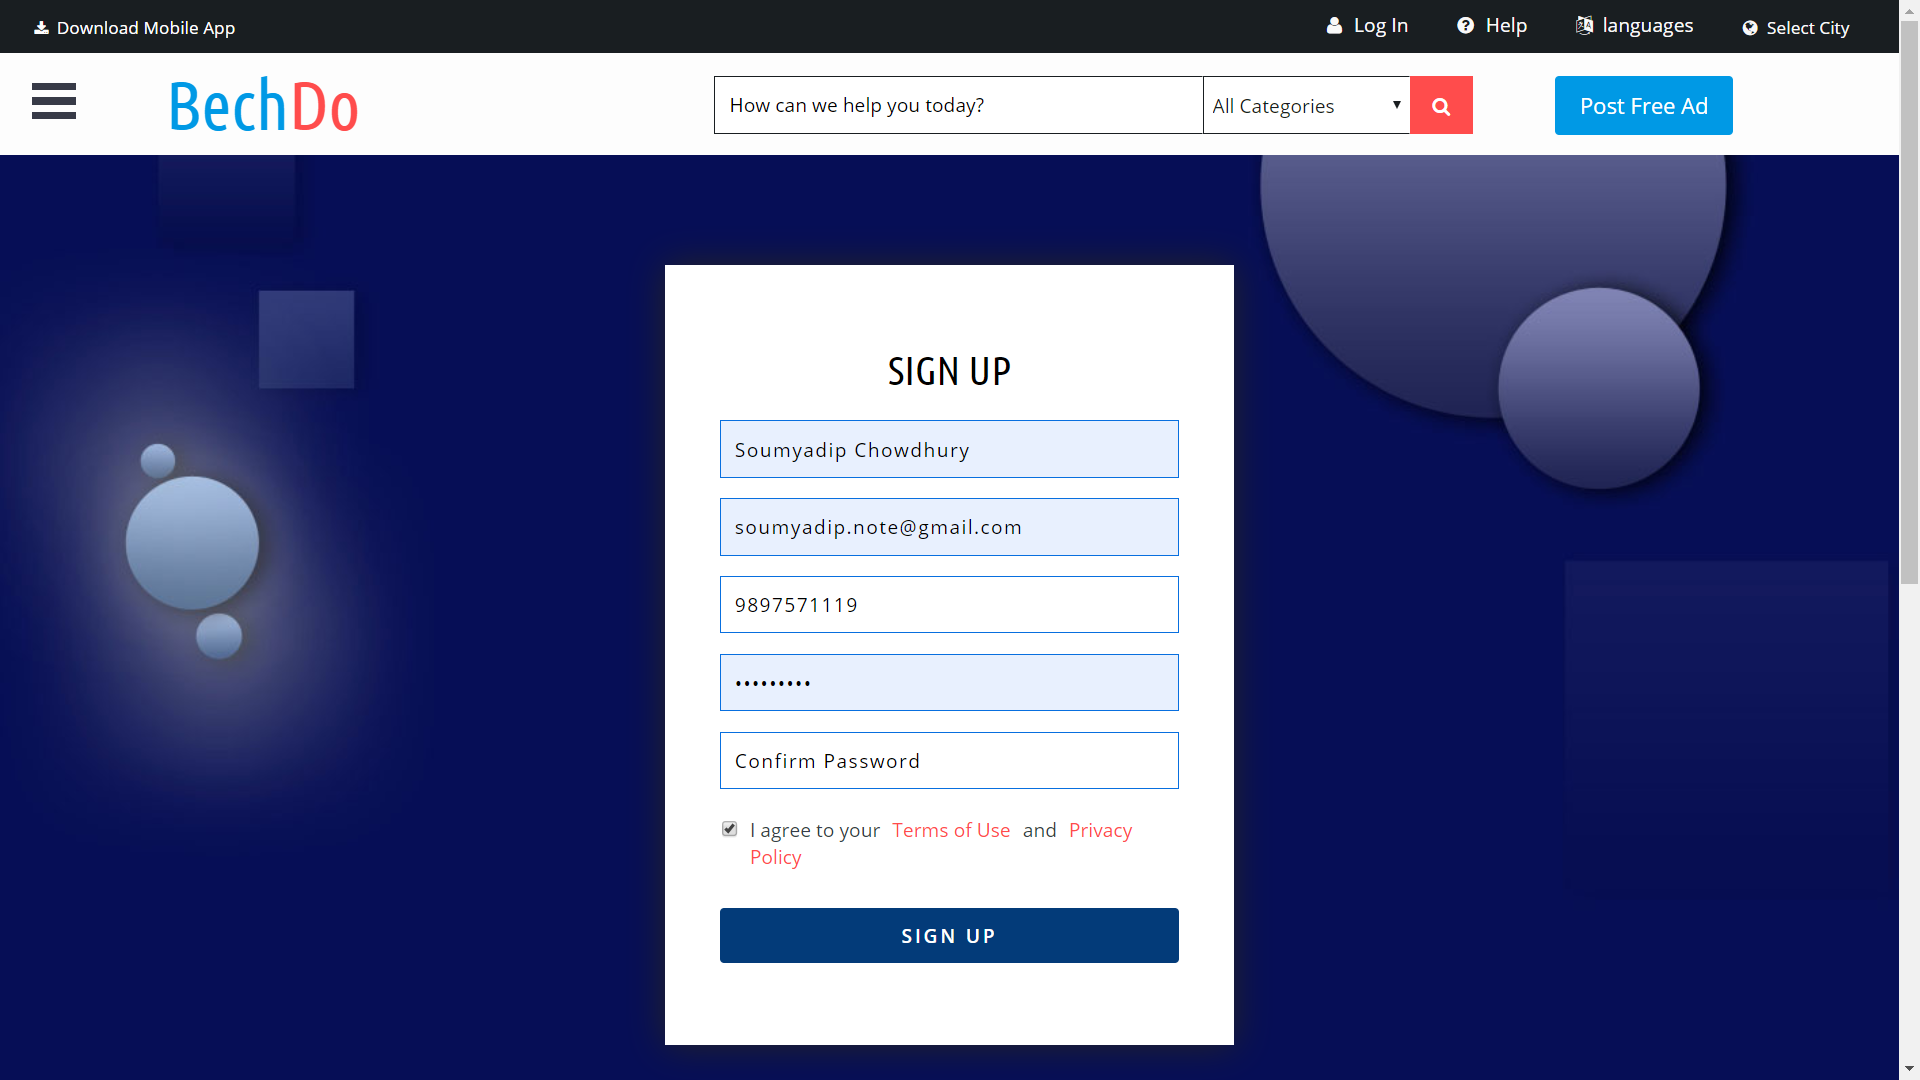 Download Mobile App
Log In
Help
languages
Select City
BechDo
How can we help you today?
All Categories
Post Free Ad
SIGN UP
Soumyadip Chowdhury
soumyadip.note@gmail.com
9897571119
•••••••••
Confirm Password
I agree to your Terms of Use and Privacy
Policy
SIGN UP